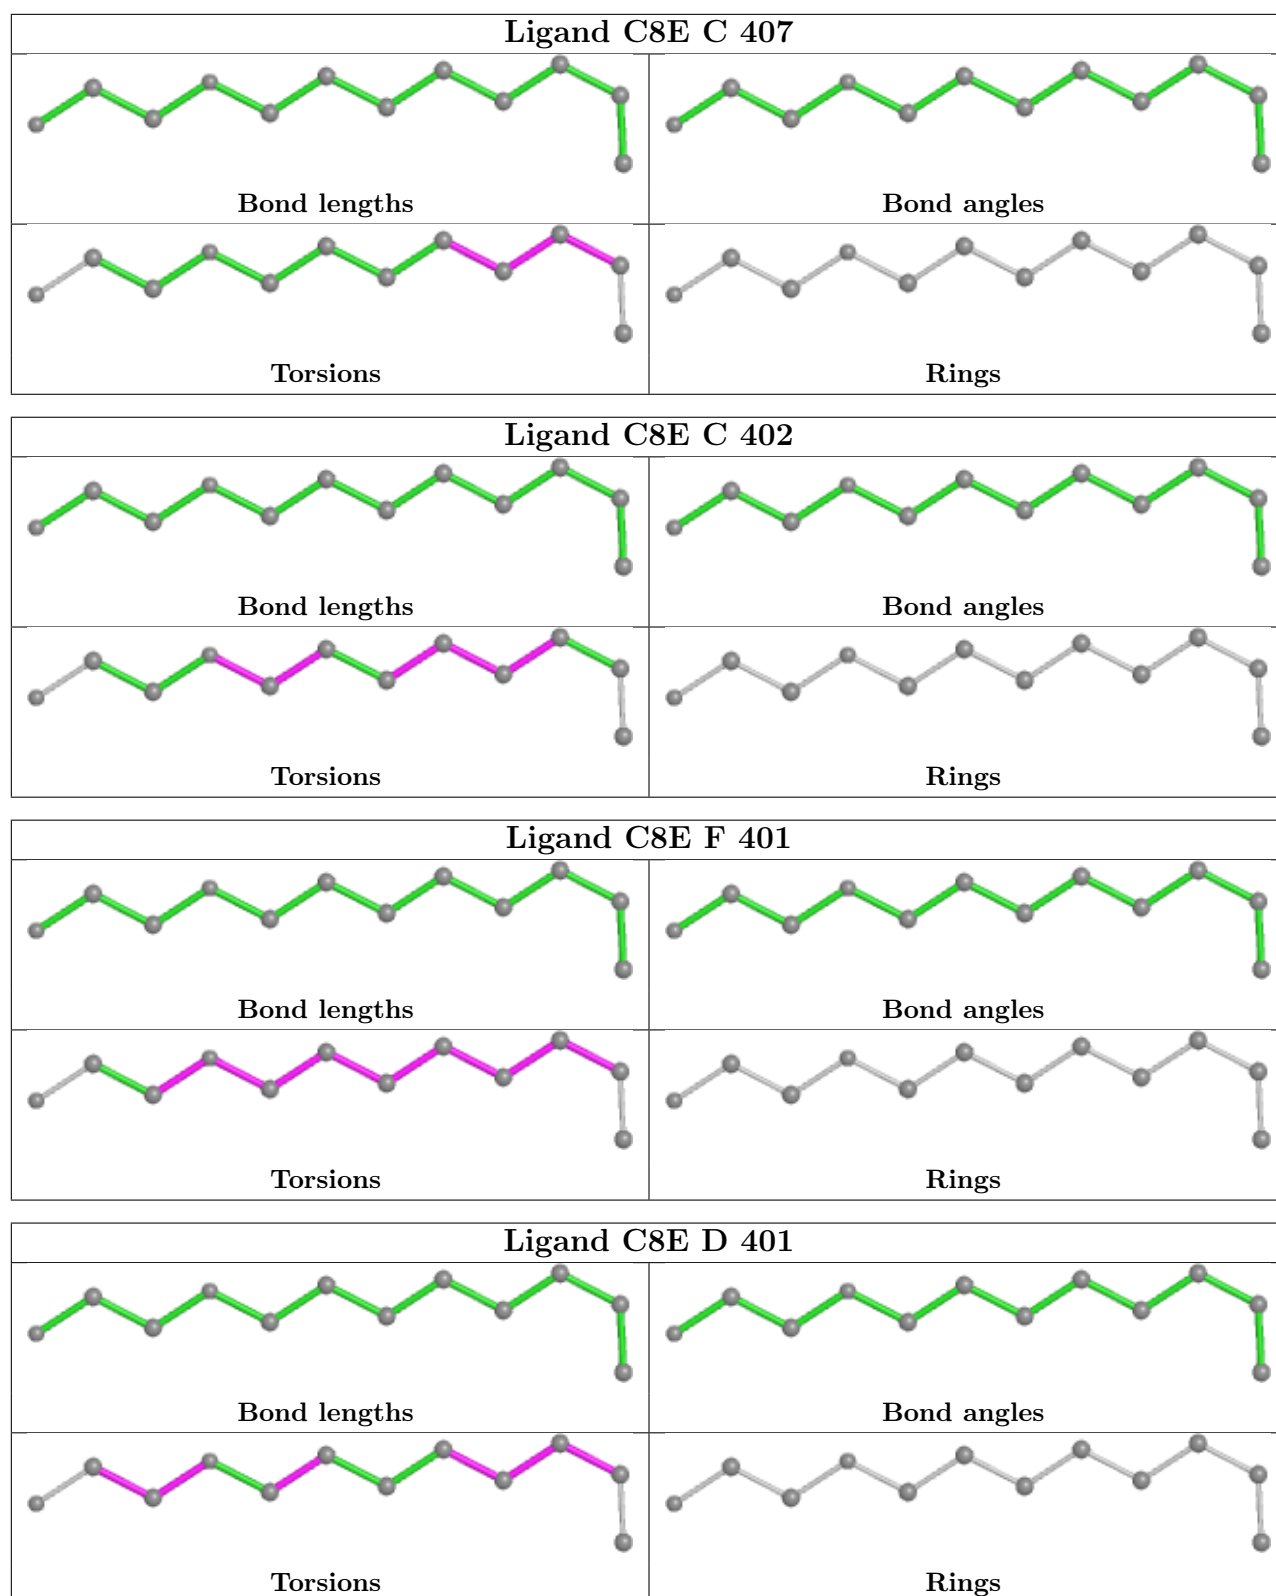 Ligand C8E C 407
Bond lengths
Bond angles
Torsions
Rings
Ligand C8E C 402
Bond lengths
Bond angles
Torsions
Rings
Ligand C8E F 401
Bond lengths
Bond angles
Torsions
Rings
Ligand C8E D 401
Bond lengths
Bond angles
Torsions
Rings